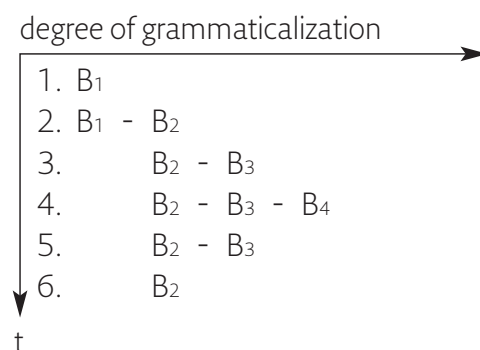 degree of grammaticalization
1. B1
2. B1 - B2
3. B2 - B3
4. B2 - B3 - B4
5. B2 - B3
6. B2
t